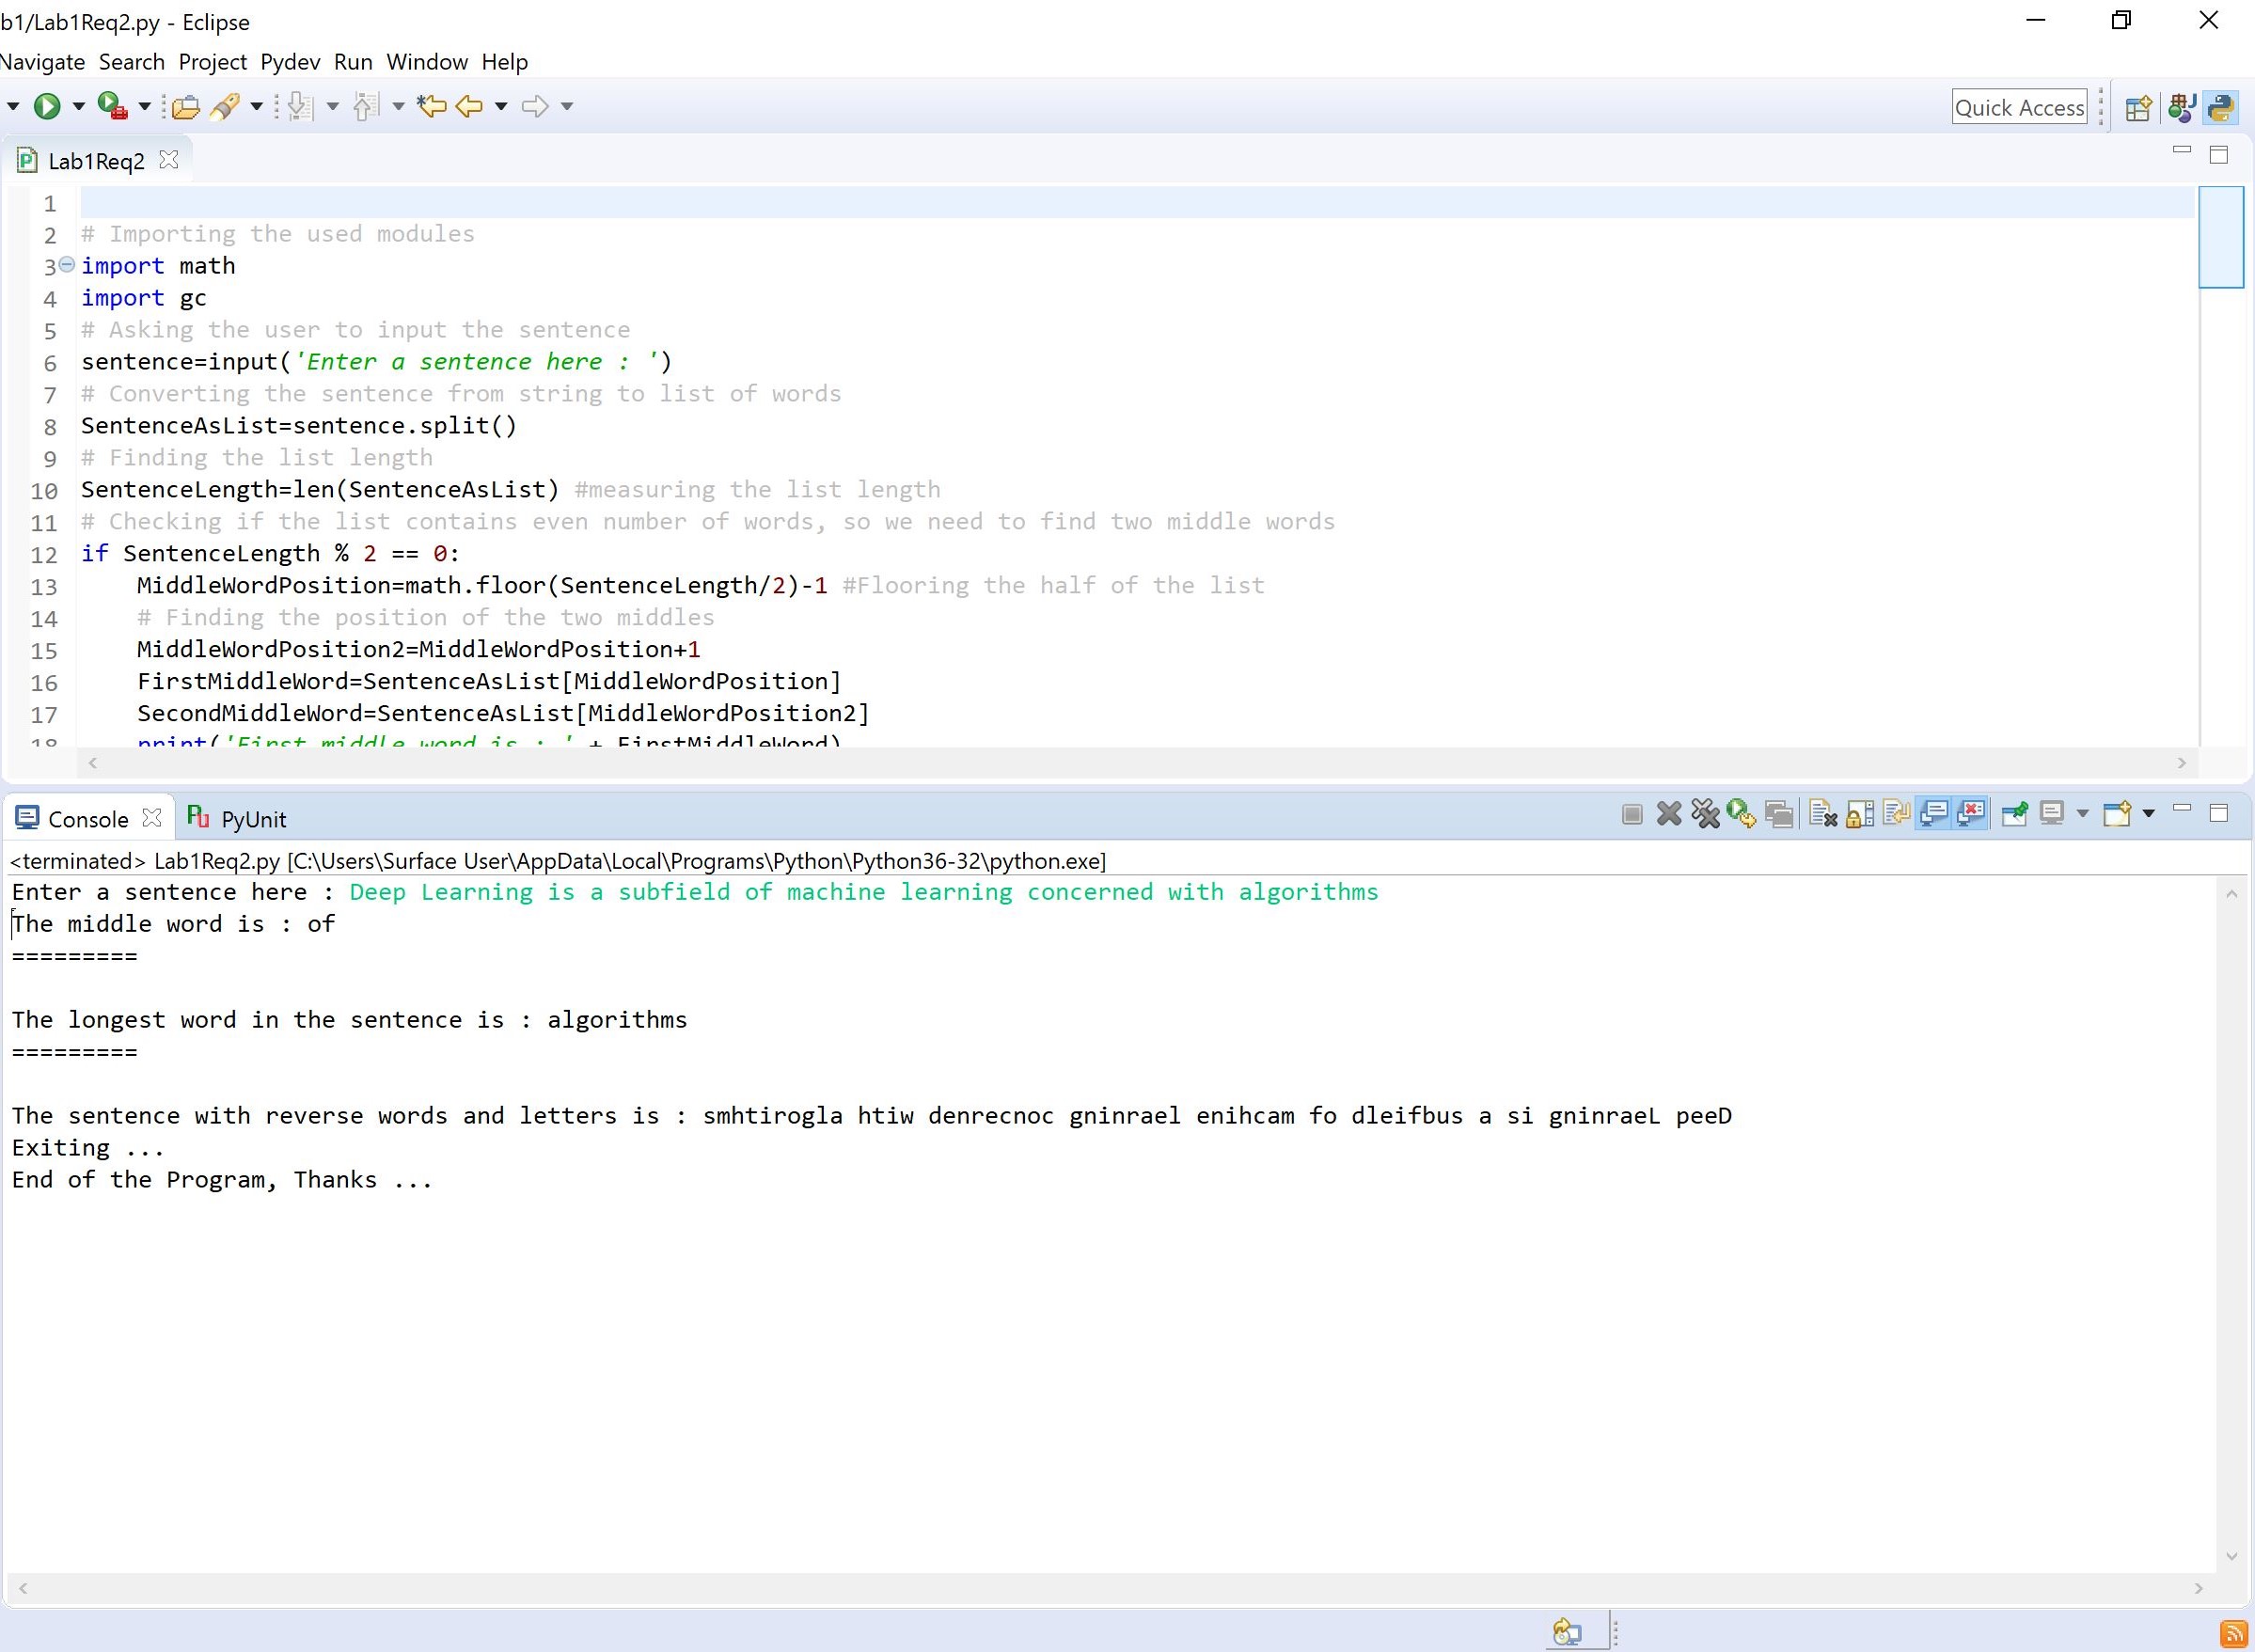 b1/Lab1Req2.py - Eclipse
Navigate Search Project Pydev Run Window Help
Quick Access
Lab1Req2
1
2 # Importing the used modules
3 import math
4 import gc
5 # Asking the user to input the sentence
6 sentence=input('Enter a sentence here : ')
7 # Converting the sentence from string to list of words
8 SentenceAsList=sentence.split()
9 # Finding the list length
10 SentenceLength=len(SentenceAsList) #measuring the list length
11 # Checking if the list contains even number of words, so we need to find two middle words
12 if SentenceLength % 2 == 0:
13 MiddleWordPosition=math.floor(SentenceLength/2)-1 #Flooring the half of the list
14 # Finding the position of the two middles
15 MiddleWordPosition2=MiddleWordPosition+1
16 FirstMiddleWord=SentenceAsList[MiddleWordPosition]
17 SecondMiddleWord=SentenceAsList[MiddleWordPosition2]
18 print('First middle word is : ' + FirstMiddleWord)
Console PyUnit
<terminated> Lab1Req2.py [C:\Users\Surface User\AppData\Local\Programs\Python\Python36-32\python.exe]
Enter a sentence here : Deep Learning is a subfield of machine learning concerned with algorithms
The middle word is : of
=========
The longest word in the sentence is : algorithms
=========
The sentence with reverse words and letters is : smhtirogla htiw denrecnoc gninrael enihcam fo dleifbus a si gninraeL peeD
Exiting ...
End of the Program, Thanks ...